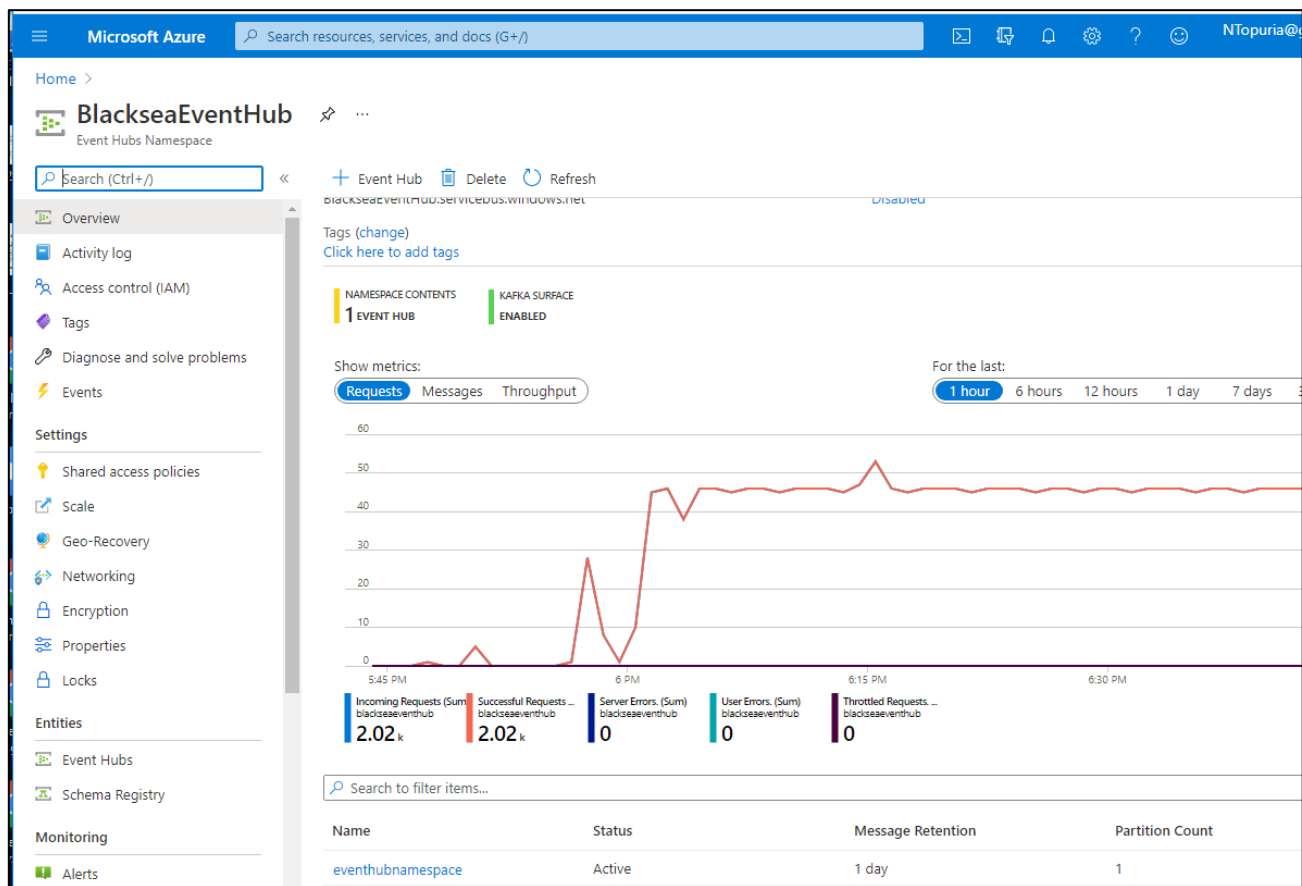 Microsoft Azure
Search resources, services, and docs (G+/)
NTopuria@
Home >
BlackseaEventHub
Event Hubs Namespace
Search (Ctrl+/)
«
Event Hub
Delete
Refresh
BlackseaEventHub.servicebus.windows.net
Disabled
Overview
Activity log
Access control (IAM)
Tags
Diagnose and solve problems
Events
Settings
Shared access policies
Scale
Geo-Recovery
Networking
Encryption
Properties
Locks
Entities
Event Hubs
Schema Registry
Monitoring
Alerts
Tags (change)
Click here to add tags
NAMESPACE CONTENTS
1 EVENT HUB
KAFKA SURFACE
ENABLED
Show metrics:
Requests Messages Throughput
For the last:
1 hour 6 hours 12 hours 1 day 7 days
60
50
40
30
20
10
0
5:45 PM 6 PM 6:15 PM 6:30 PM
Incoming Requests (Sum)
blackseaeventhub
2.02 k
Successful Requests ...
blackseaeventhub
2.02 k
Server Errors. (Sum)
blackseaeventhub
0
User Errors. (Sum)
blackseaeventhub
0
Throttled Requests. ...
blackseaeventhub
0
Search to filter items...
Name Status Message Retention Partition Count
eventhubnamespace Active 1 day 1